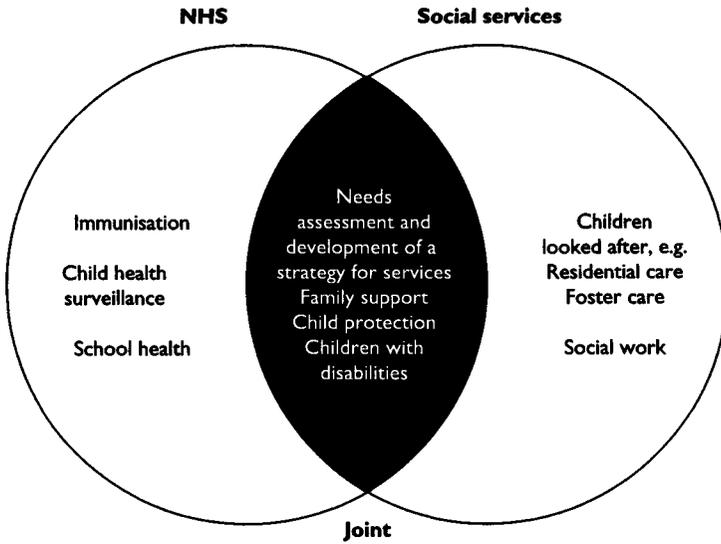 NHS
Social services
Immunisation
Child health
surveillance
School health
Needs
assessment and
development of a
strategy for services
Family support
Child protection
Children with
disabilities
Children
looked after, e.g.
Residential care
Foster care
Social work
Joint